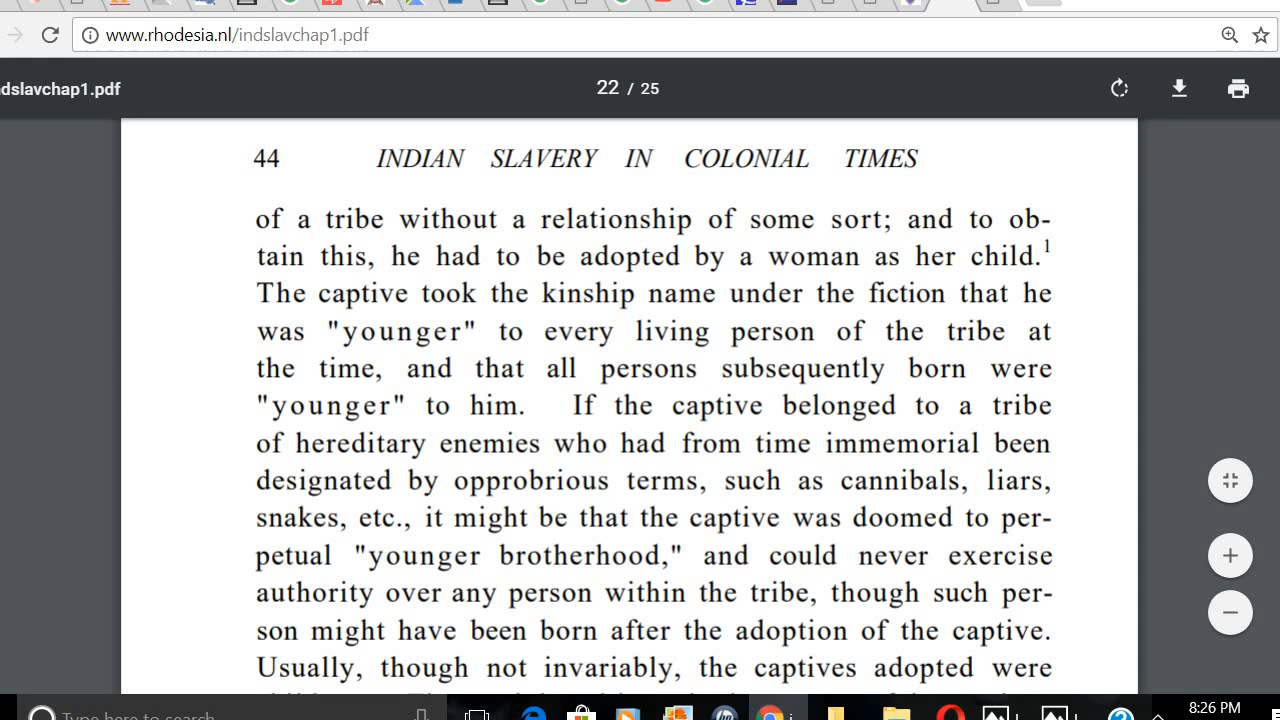 www.rhodesia.nl/indslavchap1.pdf
dslavchap1.pdf
22 / 25
44 INDIAN SLAVERY IN COLONIAL TIMES
of a tribe without a relationship of some sort; and to ob-
tain this, he had to be adopted by a woman as her child.1
The captive took the kinship name under the fiction that he
was "younger" to every living person of the tribe at
the time, and that all persons subsequently born were
"younger" to him. If the captive belonged to a tribe
of hereditary enemies who had from time immemorial been
designated by opprobrious terms, such as cannibals, liars,
snakes, etc., it might be that the captive was doomed to per-
petual "younger brotherhood," and could never exercise
authority over any person within the tribe, though such per-
son might have been born after the adoption of the captive.
Usually, though not invariably, the captives adopted were
Type here to search
8:26 PM